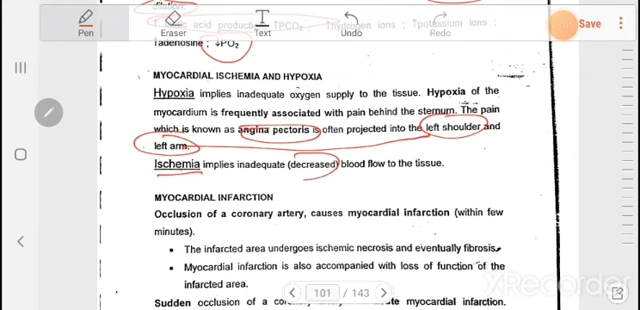 dilation.
acid product ↑PCO₂ ↑hydrogen ions ; ↑potassium ions ;
Pen
Eraser
Text
Undo
Redo
Save
↑adenosine ; ↓PO₂
MYOCARDIAL ISCHEMIA AND HYPOXIA
Hypoxia implies inadequate oxygen supply to the tissue. Hypoxia of the
myocardium is frequently associated with pain behind the sternum. The pain
which is known as angina pectoris is often projected into the left shoulder and
left arm.
Ischemia implies inadequate (decreased) blood flow to the tissue.
MYOCARDIAL INFARCTION
Occlusion of a coronary artery, causes myocardial infarction (within few
minutes).
• The infarcted area undergoes ischemic necrosis and eventually fibrosis.
• Myocardial infarction is also accompanied with loss of function of the
infarcted area.
101 / 143
XRecorder
Sudden occlusion of a myocardial infarction.